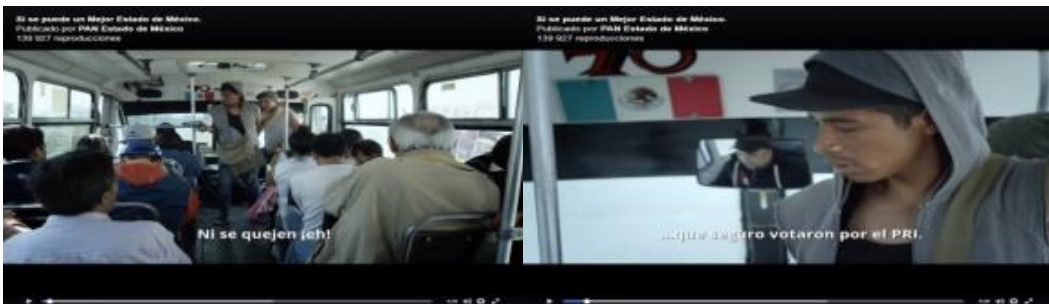 Si se puede un Mejor Estado de México.
Publicado por PAN Estado de México
139 927 reproducciones
Ni se quejen ¡eh!
Si se puede un Mejor Estado de México.
Publicado por PAN Estado de México
139 927 reproducciones
...que seguro votaron por el PRI.